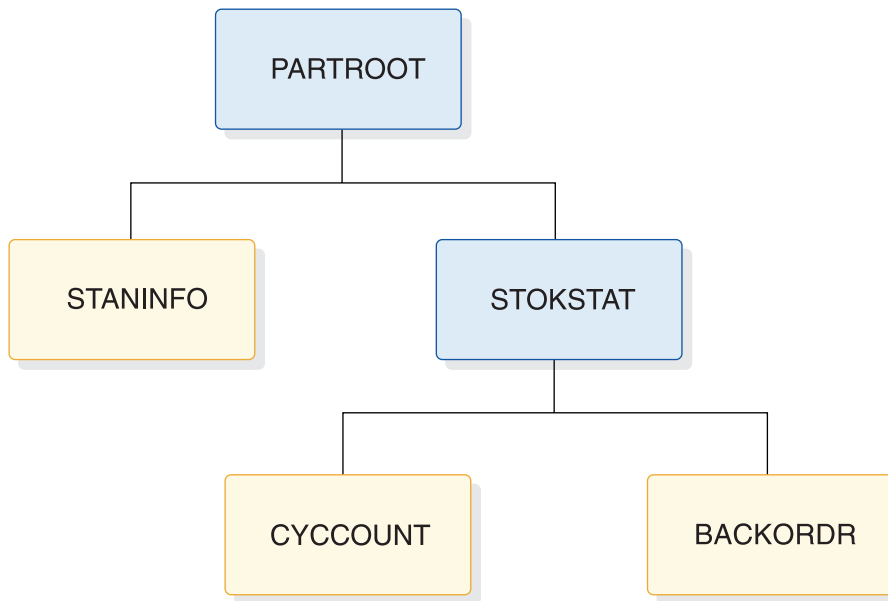 PARTROOT
STANINFO
STOKSTAT
CYCCOUNT
BACKORDR